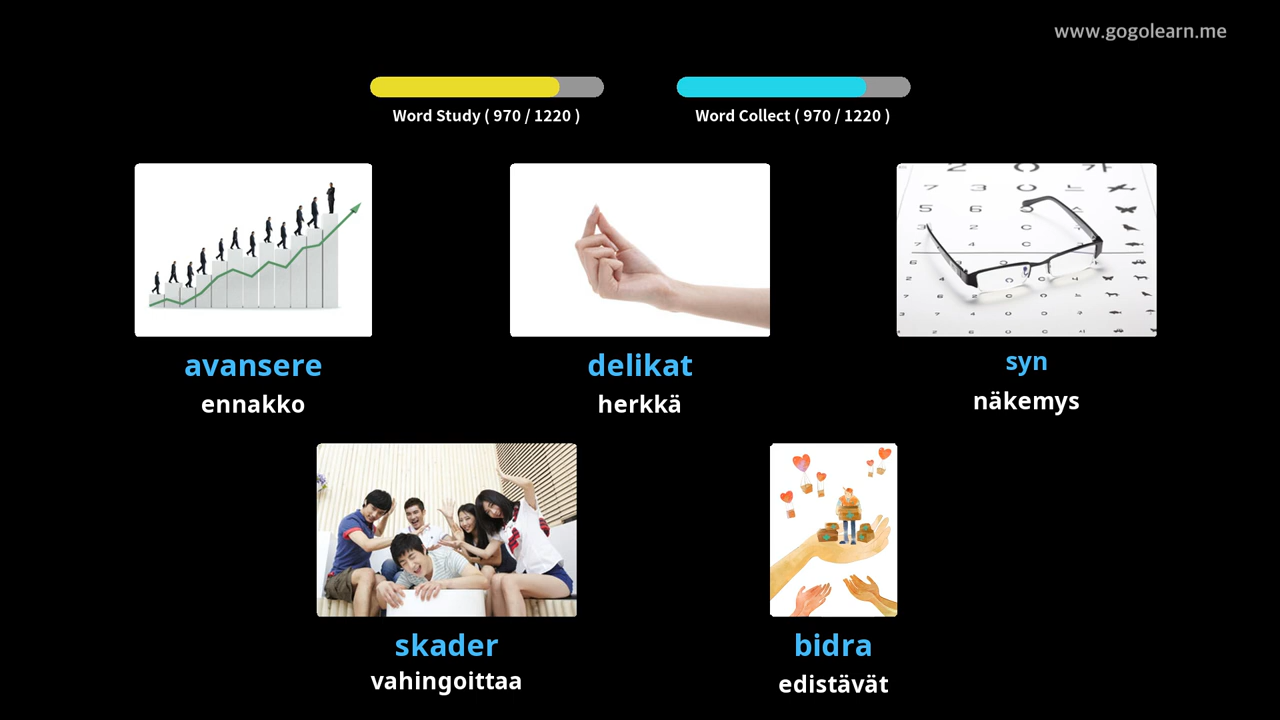 www.gogolearn.me
Word Study ( 970 / 1220 )
Word Collect ( 970 / 1220 )
avansere
ennakko
delikat
herkkä
syn
näkemys
skader
vahingoittaa
bidra
edistävät